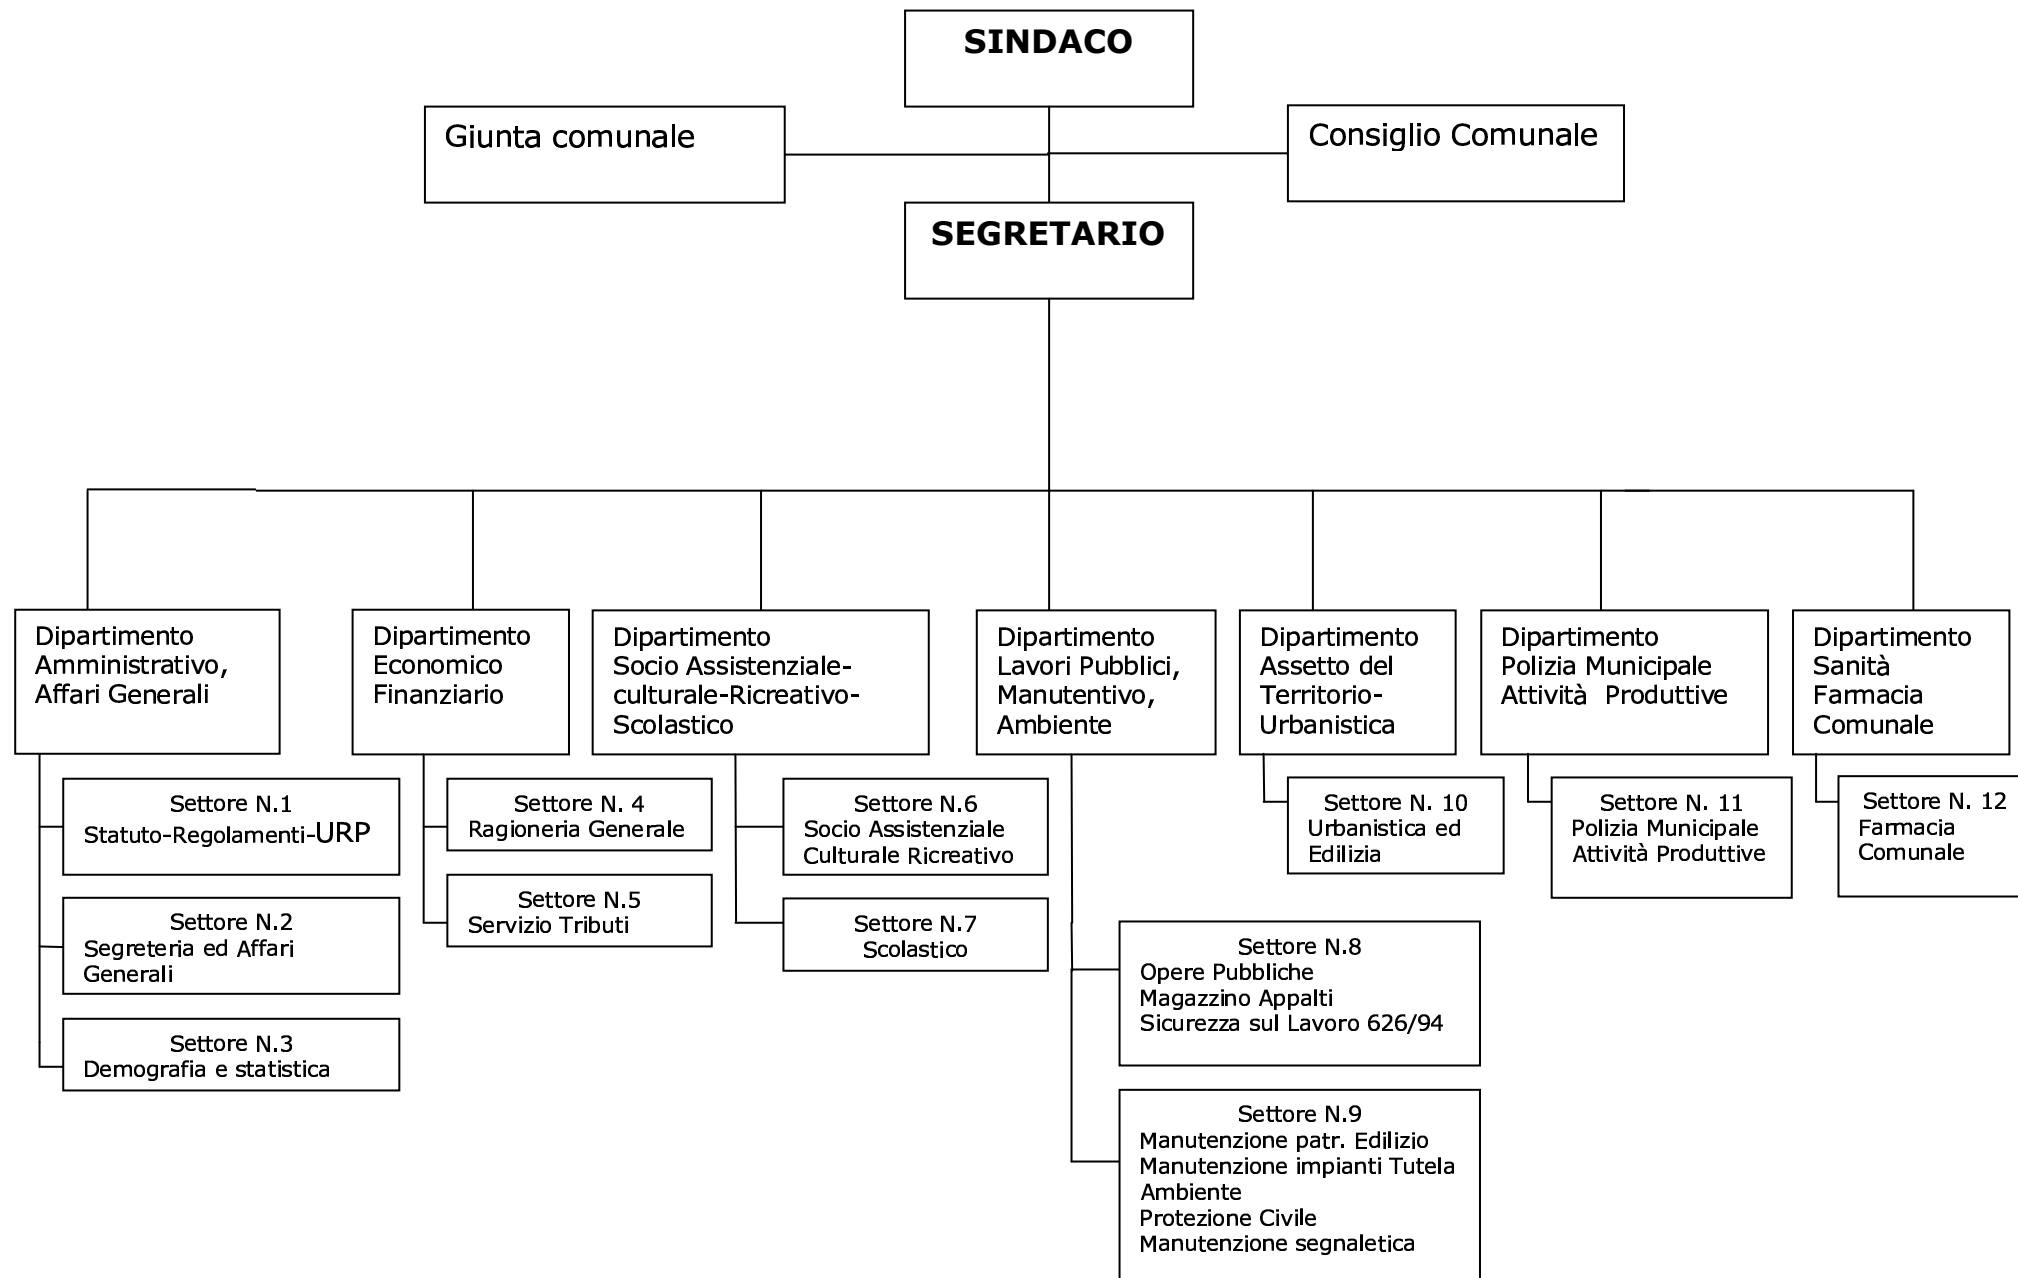 SINDACO
Giunta comunale
Consiglio Comunale
SEGRETARIO
Dipartimento
Amministrativo,
Affari Generali
Dipartimento
Economico
Finanziario
Dipartimento
Socio Assistenziale-
culturale-Ricreativo-
Scolastico
Dipartimento
Lavori Pubblici,
Manutentivo,
Ambiente
Dipartimento
Assetto del
Territorio-
Urbanistica
Dipartimento
Polizia Municipale
Attività  Produttive
Dipartimento
Sanità
Farmacia
Comunale
Settore N.1
Statuto-Regolamenti-URP
Settore N.2
Segreteria ed Affari
Generali
Settore N.3
Demografia e statistica
Settore N. 4
Ragioneria Generale
Settore N.5
Servizio Tributi
Settore N.6
Socio Assistenziale
Culturale Ricreativo
Settore N.7
Scolastico
Settore N.8
Opere Pubbliche
Magazzino Appalti
Sicurezza sul Lavoro 626/94
Settore N.9
Manutenzione patr. Edilizio
Manutenzione impianti Tutela
Ambiente
Protezione Civile
Manutenzione segnaletica
Settore N. 10
Urbanistica ed
Edilizia
Settore N. 11
Polizia Municipale
Attività Produttive
Settore N. 12
Farmacia
Comunale